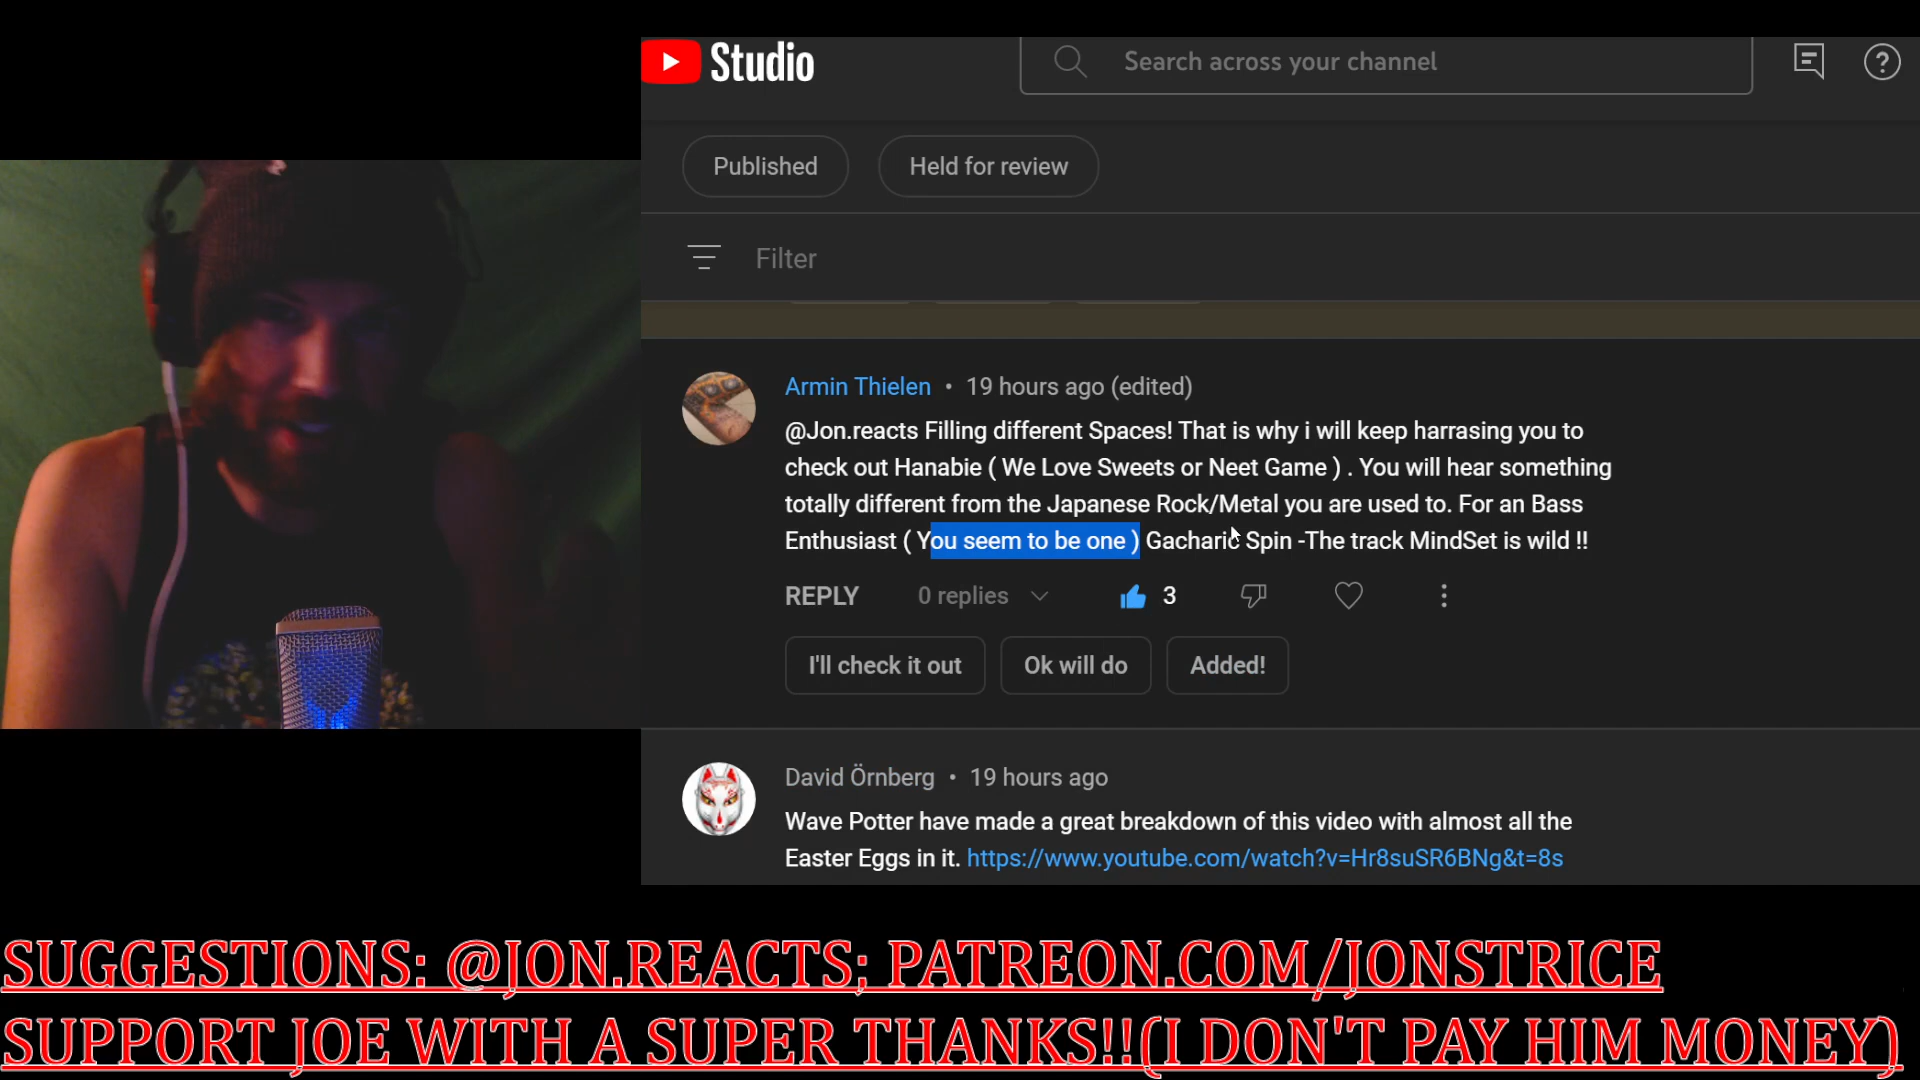 Studio
Search across your channel
Published
Held for review
Filter
Armin Thielen • 19 hours ago (edited)
@Jon.reacts Filling different Spaces! That is why i will keep harrasing you to
check out Hanabie ( We Love Sweets or Neet Game ) . You will hear something
totally different from the Japanese Rock/Metal you are used to. For an Bass
Enthusiast ( You seem to be one ) Gacharic Spin -The track MindSet is wild !!
REPLY
0 replies
3
I'll check it out
Ok will do
Added!
David Örnberg • 19 hours ago
Wave Potter have made a great breakdown of this video with almost all the
Easter Eggs in it. https://www.youtube.com/watch?v=Hr8suSR6BNg&t=8s
SUGGESTIONS: @JON.REACTS; PATREON.COM/JONSTRICE
SUPPORT JOE WITH A SUPER THANKS!!(I DON'T PAY HIM MONEY)